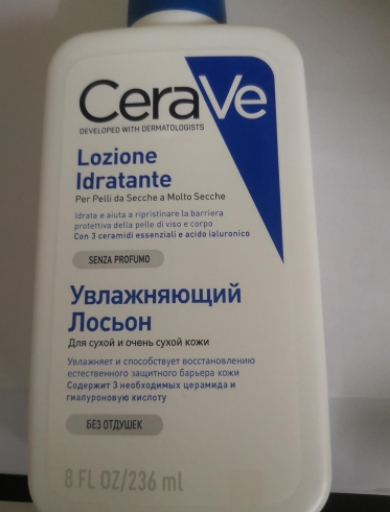 CeraVe
DEVELOPED WITH DERMATOLOGISTS
Lozione
Idratante
Per Pelli da Secche a Molto Secche
Idrata e aiuta a ripristinare la barriera
protettiva della pelle di viso e corpo
Con 3 ceramidi essenziali e acido ialuronico
SENZA PROFUMO
Увлажняющий
Лосьон
Для сухой и очень сухой кожи
Увлажняет и способствует восстановлению
естественного защитного барьера кожи
Содержит 3 необходимых церамида и
гиалуроновую кислоту
БЕЗ ОТДУШЕК
8 FL OZ/236 ml